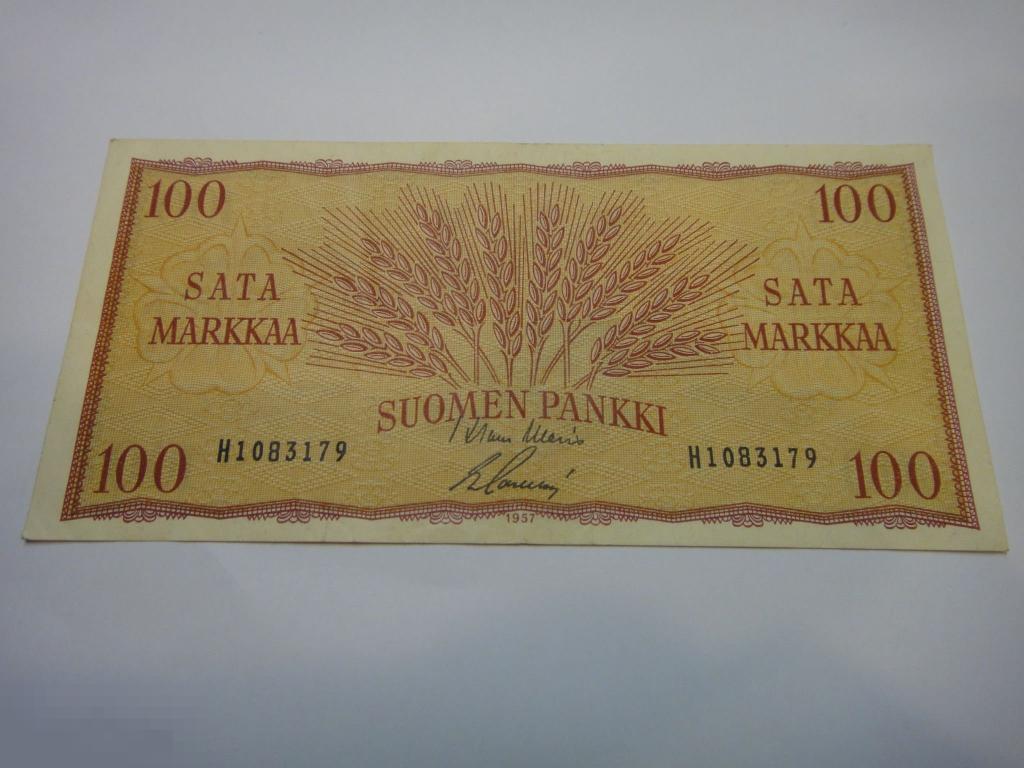 100 100
SATA SATA
MARKKAA MARKKAA
SUOMEN PANKKI
H1083179 H1083179
100 100
1957